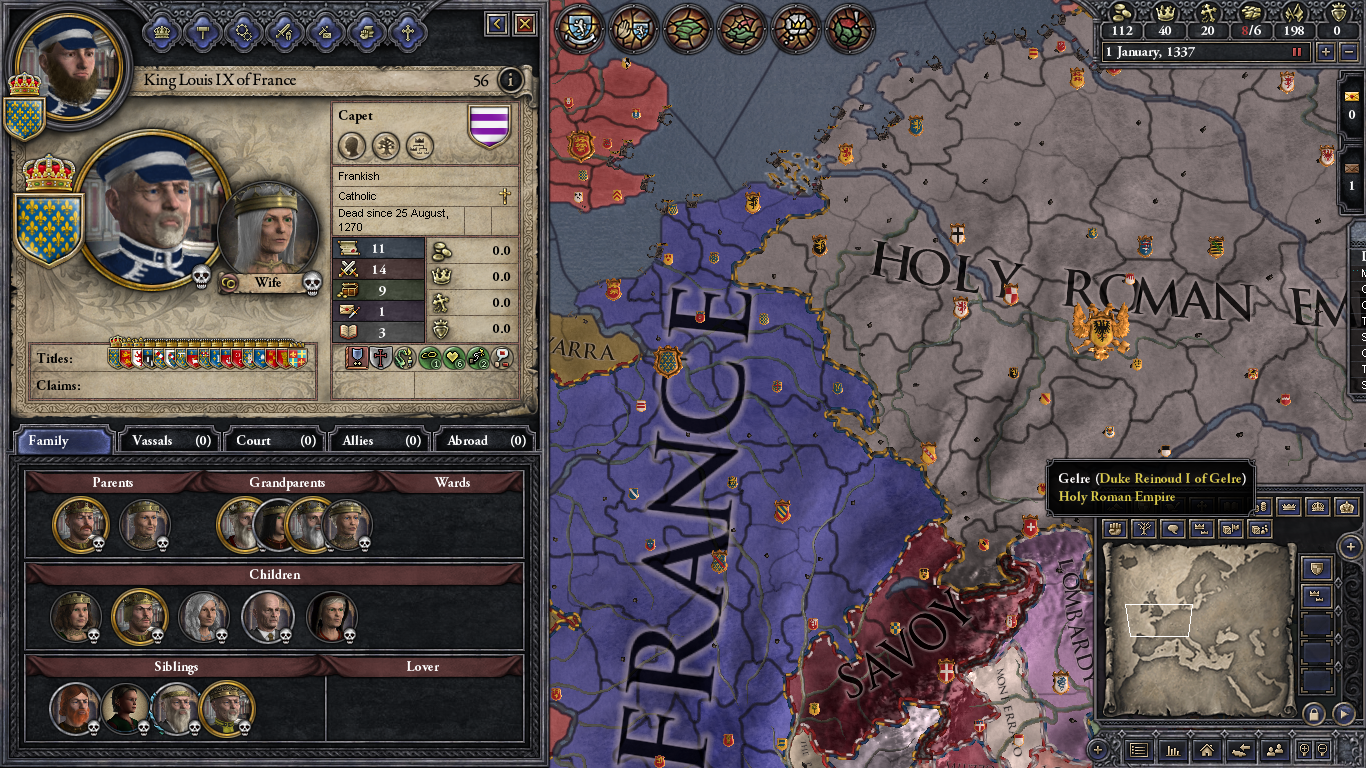 King Louis IX of France 56
Capet
Frankish
Catholic
Dead since 25 August,
1270
Wife
11 0.0
14 0.0
9 0.0
1 0.0
3
Titles:
Claims:
Family Vassals (0) Court (0) Allies (0) Abroad (0)
Parents Grandparents Wards
Children
Siblings Lover
112 40 20 8/6 198 0
1 January, 1337
0
1
HOLY ROMAN EM
FRANCE
SAVOY
LOMBARDY
MONFERRATO
Gelre (Duke Reinoud I of Gelre)
Holy Roman Empire